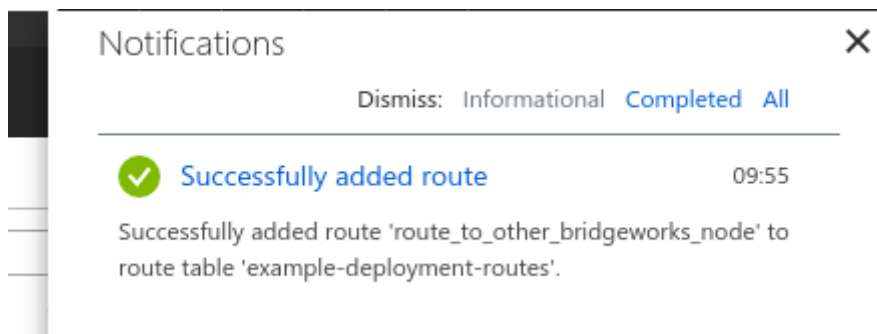 Notifications
Dismiss: Informational Completed All
Successfully added route 09:55
Successfully added route 'route_to_other_bridgeworks_node' to
route table 'example-deployment-routes'.